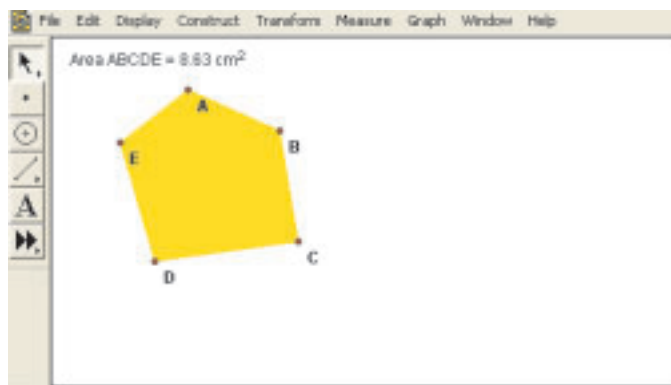 File Edit Display Construct Transform Measure Graph Window Help
Area ABCDE = 8.63 cm²
A
B
E
C
D
A